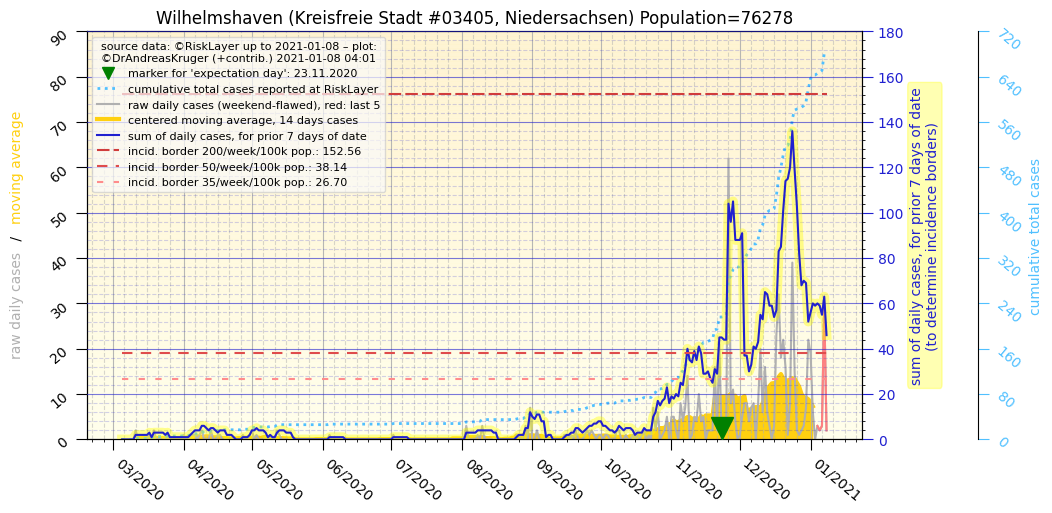 Wilhelmshaven (Kreisfreie Stadt #03405, Niedersachsen) Population=76278
source data: ©RiskLayer up to 2021-01-08 – plot:
©DrAndreasKruger (+contrib.) 2021-01-08 04:01
marker for 'expectation day': 23.11.2020
cumulative total cases reported at RiskLayer
raw daily cases (weekend-flawed), red: last 5
centered moving average, 14 days cases
sum of daily cases, for prior 7 days of date
incid. border 200/week/100k pop.: 152.56
incid. border 50/week/100k pop.: 38.14
incid. border 35/week/100k pop.: 26.70
raw daily cases / moving average
90
80
70
60
50
40
30
20
10
0
180
160
140
120
100
80
60
40
20
0
sum of daily cases, for prior 7 days of date
(to determine incidence borders)
720
640
560
480
400
320
240
160
80
0
cumulative total cases
03/2020
04/2020
05/2020
06/2020
07/2020
08/2020
09/2020
10/2020
11/2020
12/2020
01/2021